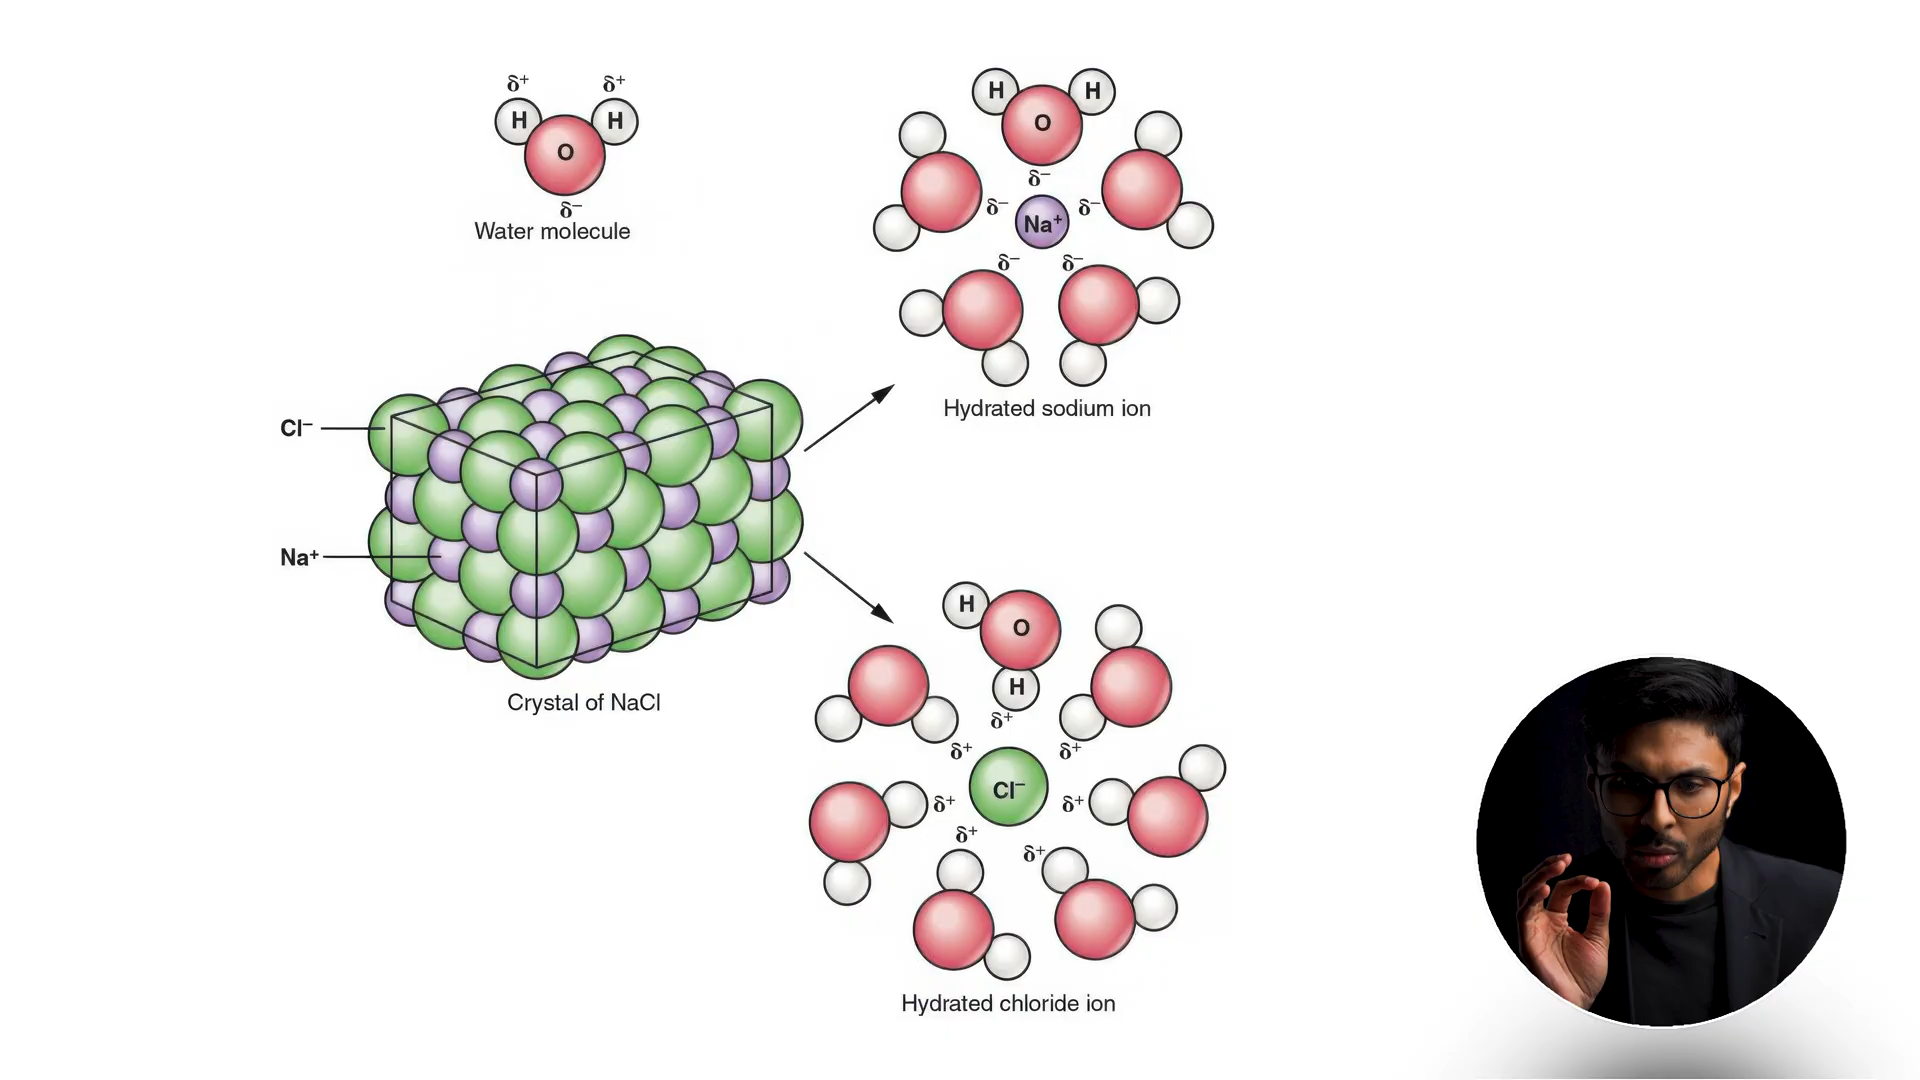 δ⁺ δ⁺
H H
O
δ⁻
Water molecule
H H
O
δ⁻
δ⁻ δ⁻
Na⁺
δ⁻ δ⁻
Hydrated sodium ion
Cl⁻
Na⁺
Crystal of NaCl
H O
H
δ⁺
δ⁺ δ⁺
Cl⁻
δ⁺ δ⁺
δ⁺
δ⁺
Hydrated chloride ion